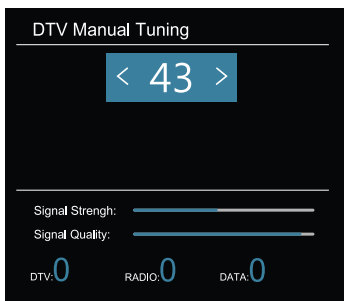 DTV Manual Tuning
< 43 >
Signal Strengh:
Signal Quality:
DTV:0 RADIO:0 DATA:0